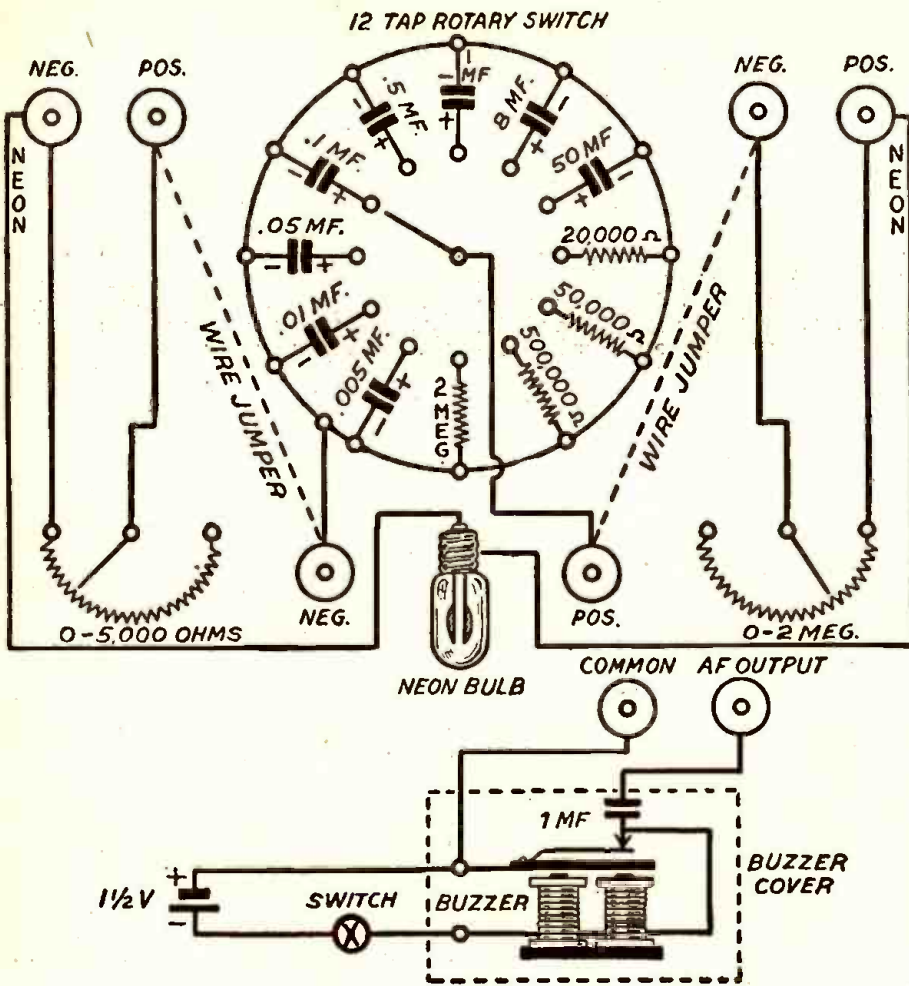 12 TAP ROTARY SWITCH
NEG.
POS.
NEG.
POS.
NEON
NEON
1
MF
- +
.5 MF.
- +
8 MF.
- +
.1 MF.
- +
50 MF
+ -
.05 MF.
- +
20,000 Ω
.01 MF.
- +
50,000 Ω
.005 MF.
- +
2 MEG
500,000 Ω
WIRE JUMPER
WIRE JUMPER
NEG.
POS.
0-5,000 OHMS
0-2 MEG.
NEON BULB
COMMON
AF OUTPUT
1 MF
BUZZER
COVER
+
1½ V
-
SWITCH
BUZZER